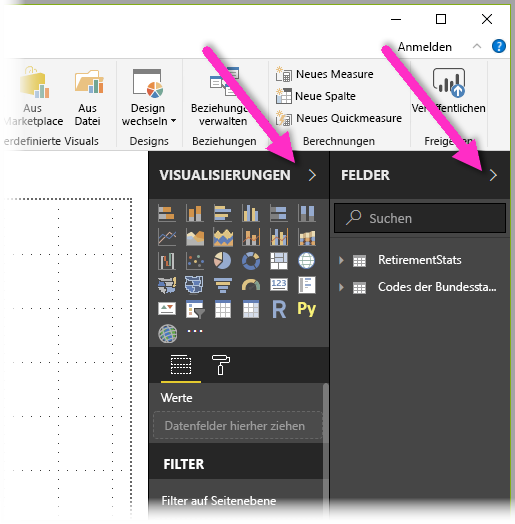 Anmelden
?
Aus
Marketplace
Aus
Datei
Design
wechseln
Beziehungen
verwalten
Neues Measure
Neue Spalte
Neues Quickmeasure
Veröffentlichen
erdefinierte Visuals
Designs
Beziehungen
Berechnungen
VISUALISIERUNGEN
FELDER
Suchen
RetirementStats
Codes der Bundessta...
123
R
Py
...
Werte
Datenfelder hierher ziehen
FILTER
Filter auf Seitenebene